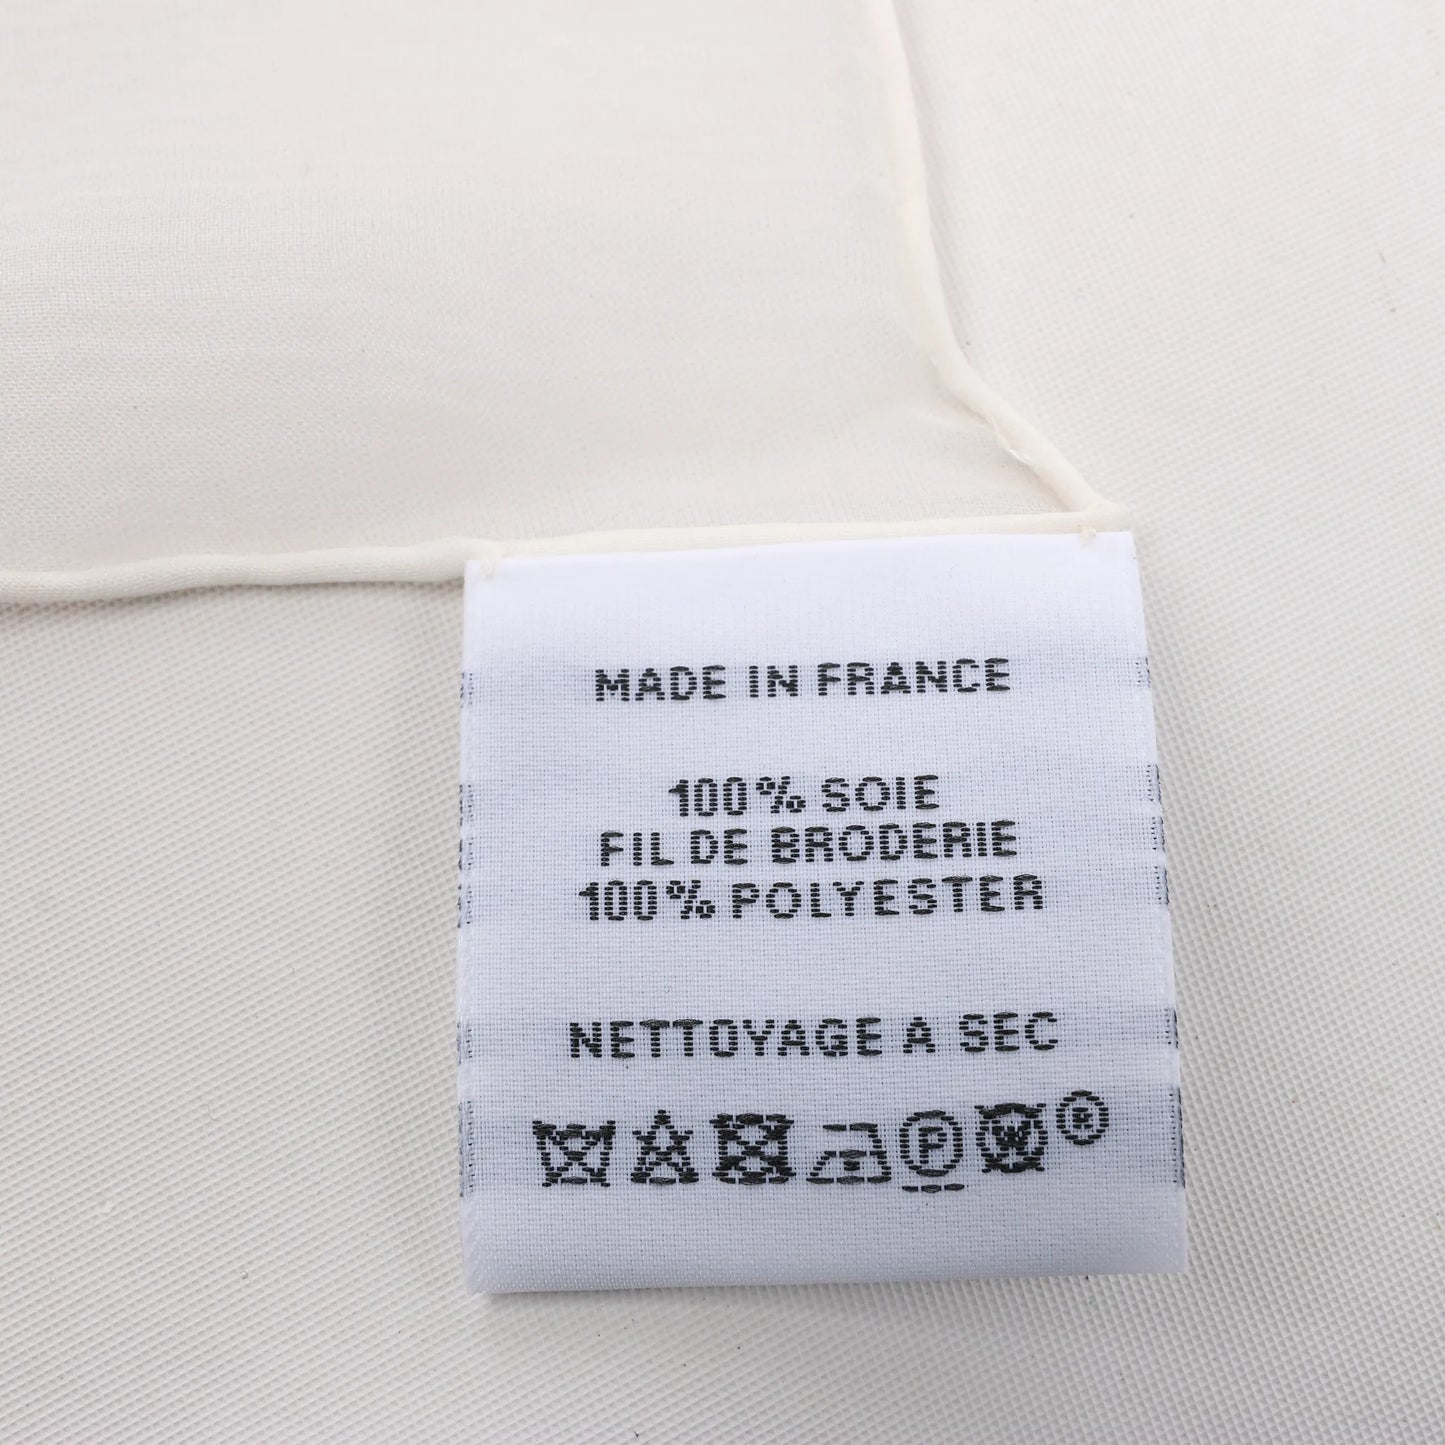 MADE IN FRANCE
100% SOIE
FIL DE BRODERIE
100% POLYESTER
NETTOYAGE A SEC
P W ®